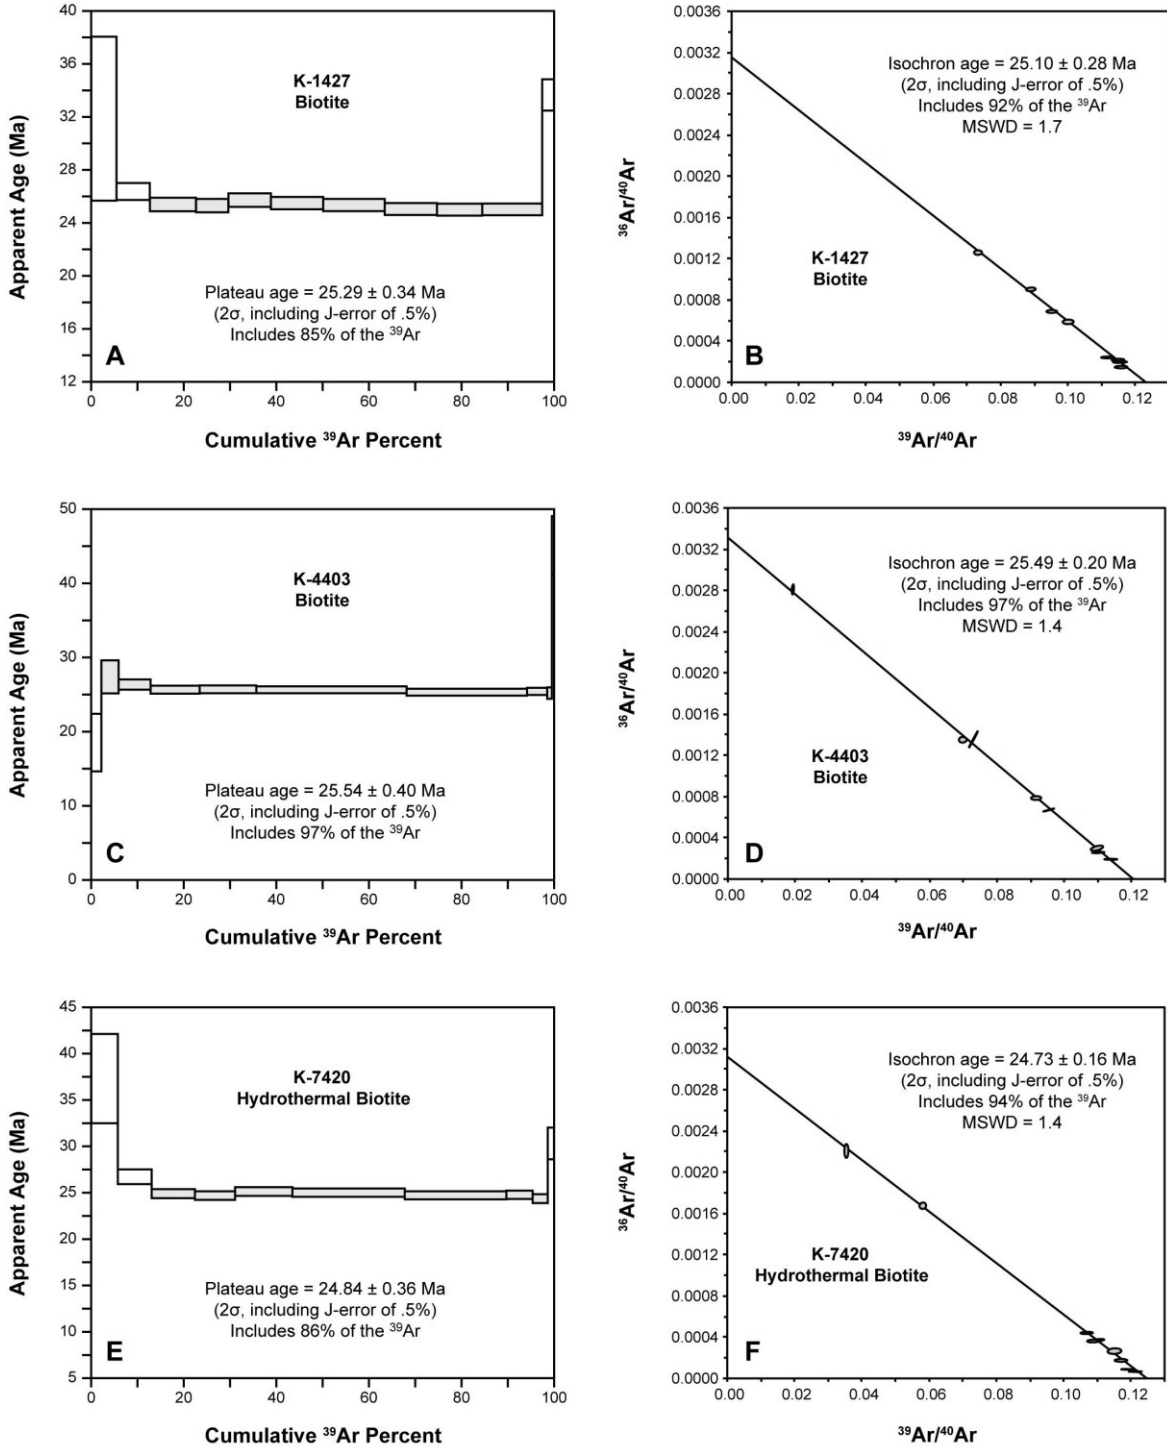 40
36
32
28
24
20
16
12
Apparent Age (Ma)
K-1427
Biotite
Plateau age = 25.29 ± 0.34 Ma
(2σ, including J-error of .5%)
Includes 85% of the ³⁹Ar
A
0 20 40 60 80 100
Cumulative ³⁹Ar Percent
0.0036
0.0032
0.0028
0.0024
0.0020
0.0016
0.0012
0.0008
0.0004
0.0000
³⁶Ar/⁴⁰Ar
Isochron age = 25.10 ± 0.28 Ma
(2σ, including J-error of .5%)
Includes 92% of the ³⁹Ar
MSWD = 1.7
K-1427
Biotite
B
0.00 0.02 0.04 0.06 0.08 0.10 0.12
³⁹Ar/⁴⁰Ar
50
40
30
20
10
0
Apparent Age (Ma)
K-4403
Biotite
Plateau age = 25.54 ± 0.40 Ma
(2σ, including J-error of .5%)
Includes 97% of the ³⁹Ar
C
0 20 40 60 80 100
Cumulative ³⁹Ar Percent
0.0036
0.0032
0.0028
0.0024
0.0020
0.0016
0.0012
0.0008
0.0004
0.0000
³⁶Ar/⁴⁰Ar
Isochron age = 25.49 ± 0.20 Ma
(2σ, including J-error of .5%)
Includes 97% of the ³⁹Ar
MSWD = 1.4
K-4403
Biotite
D
0.00 0.02 0.04 0.06 0.08 0.10 0.12
³⁹Ar/⁴⁰Ar
45
40
35
30
25
20
15
10
5
Apparent Age (Ma)
K-7420
Hydrothermal Biotite
Plateau age = 24.84 ± 0.36 Ma
(2σ, including J-error of .5%)
Includes 86% of the ³⁹Ar
E
0 20 40 60 80 100
Cumulative ³⁹Ar Percent
0.0036
0.0032
0.0028
0.0024
0.0020
0.0016
0.0012
0.0008
0.0004
0.0000
³⁶Ar/⁴⁰Ar
Isochron age = 24.73 ± 0.16 Ma
(2σ, including J-error of .5%)
Includes 94% of the ³⁹Ar
MSWD = 1.4
K-7420
Hydrothermal Biotite
F
0.00 0.02 0.04 0.06 0.08 0.10 0.12
³⁹Ar/⁴⁰Ar